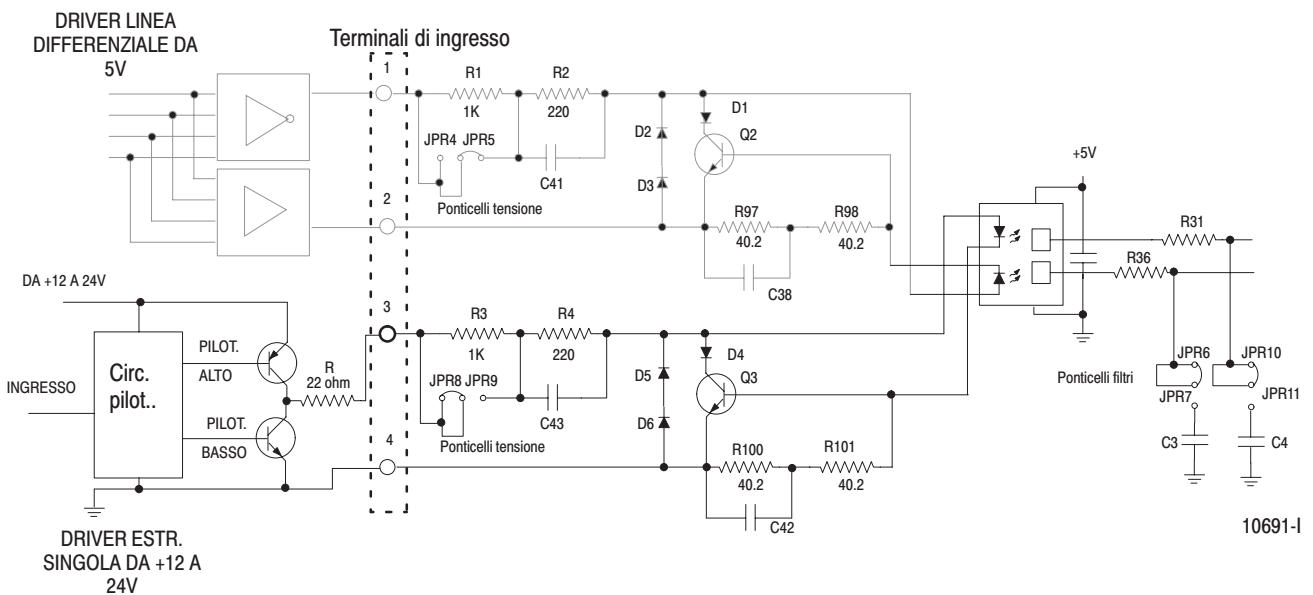 DRIVER LINEA
DIFFERENZIALE DA
5V
Terminali di ingresso
1
R1
1K
R2
220
JPR4 JPR5
C41
Ponticelli tensione
D1
D2
Q2
D3
2
R97
40.2
R98
40.2
C38
+5V
R31
R36
DA +12 A 24V
3
R3
1K
R4
220
JPR8 JPR9
C43
Ponticelli tensione
D4
D5
Q3
D6
INGRESSO
Circ.
pilot..
PILOT.
ALTO
PILOT.
BASSO
R
22 ohm
4
R100
40.2
R101
40.2
C42
Ponticelli filtri
JPR6
JPR7
JPR10
JPR11
C3
C4
DRIVER ESTR.
SINGOLA DA +12 A
24V
10691-I